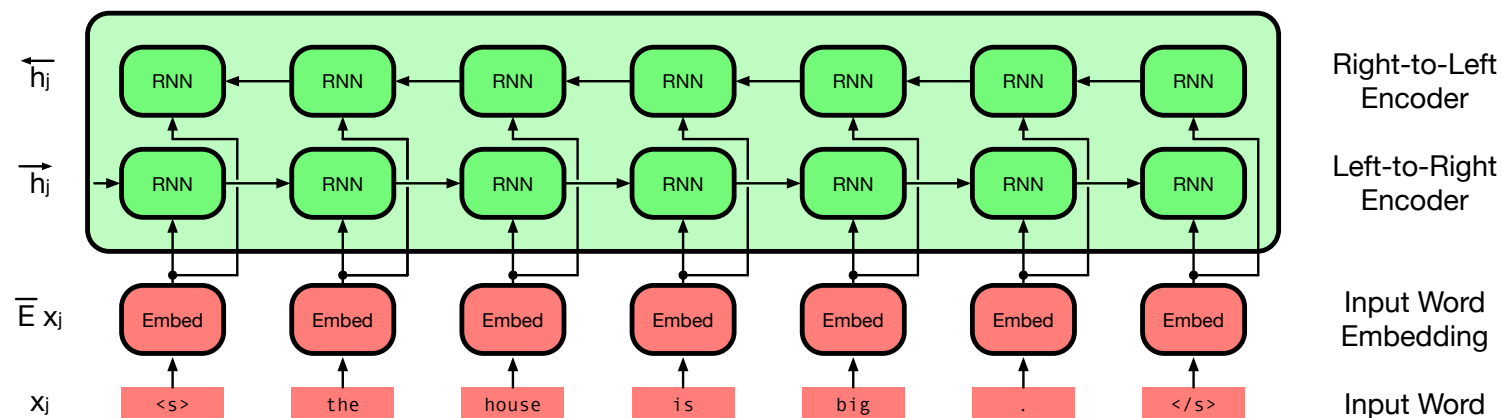 h⃖ⱼ RNN RNN RNN RNN RNN RNN RNN Right-to-Left
Encoder
h⃗ⱼ RNN RNN RNN RNN RNN RNN RNN Left-to-Right
Encoder
E̅ xⱼ Embed Embed Embed Embed Embed Embed Embed Input Word
Embedding
xⱼ <s> the house is big . </s> Input Word